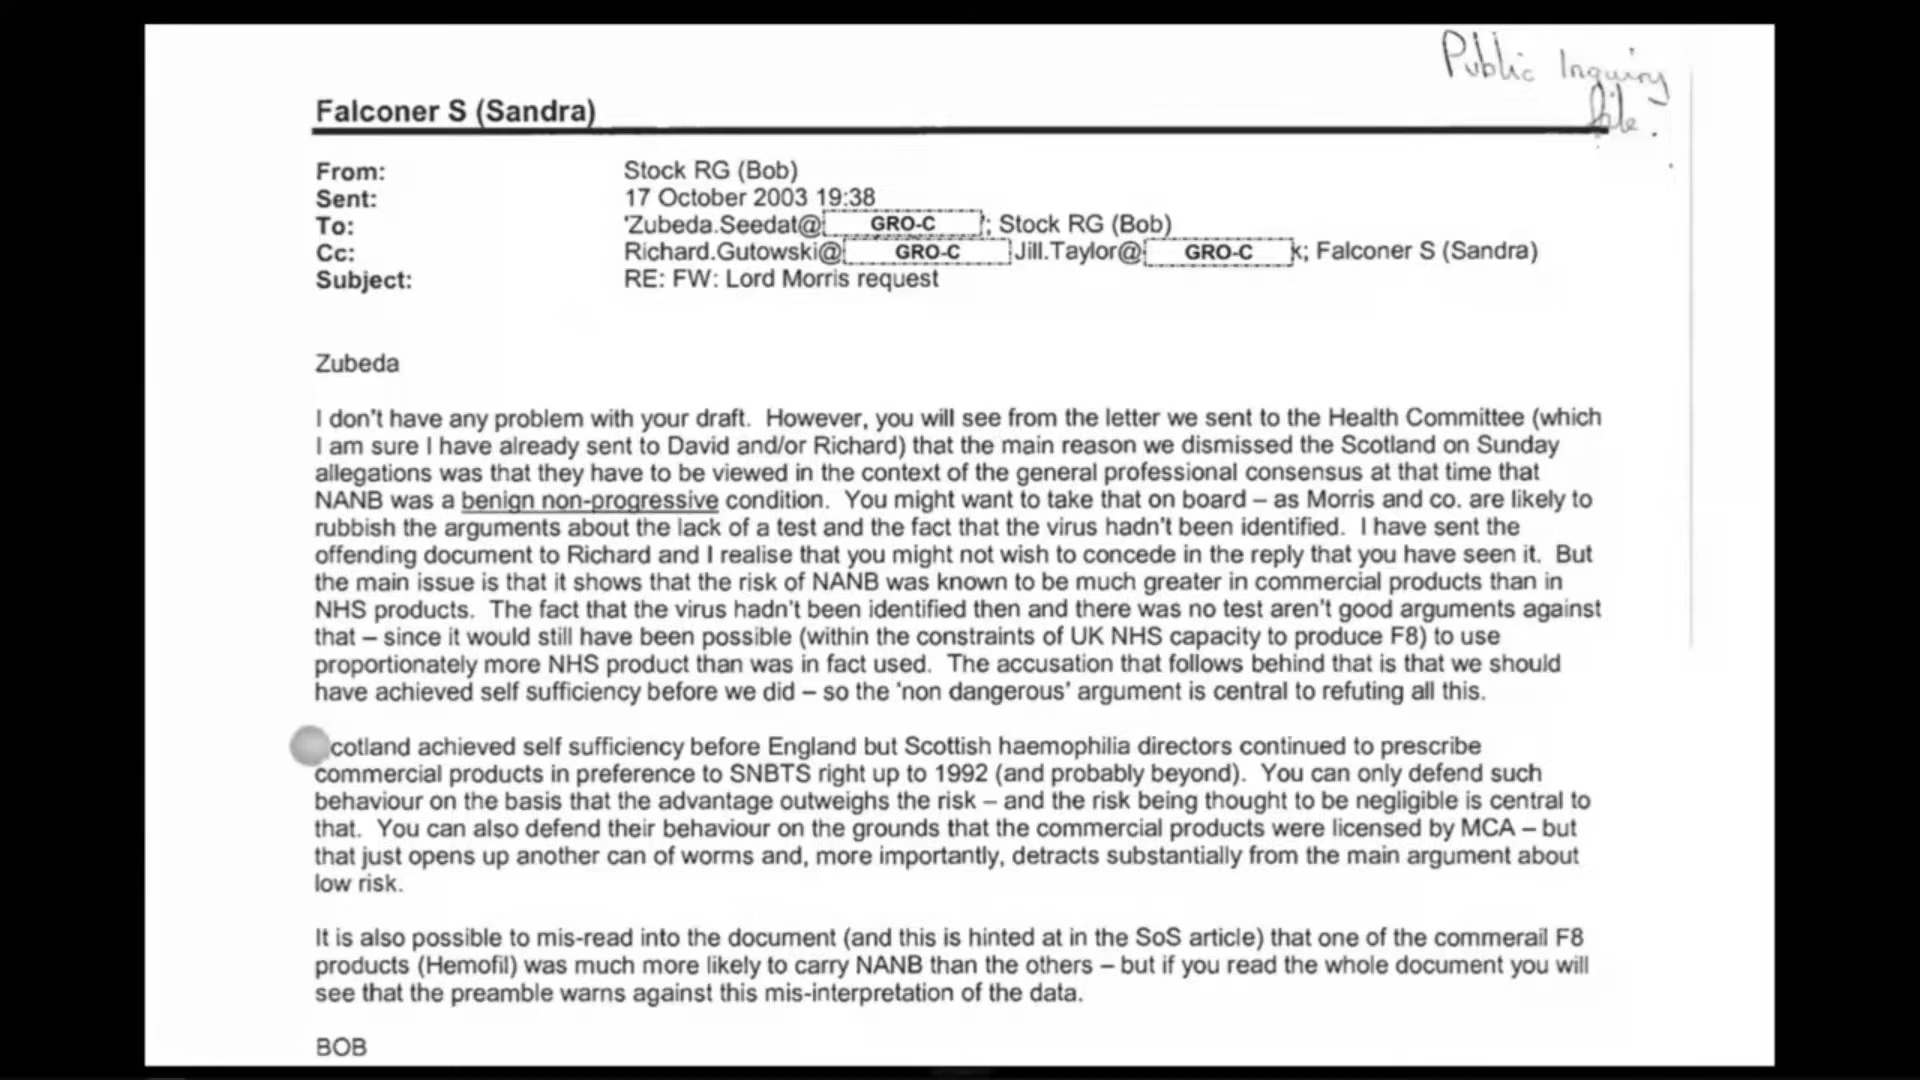 Public Inquiry
file.
Falconer S (Sandra)
From: Stock RG (Bob)
Sent: 17 October 2003 19:38
To: 'Zubeda.Seedat@ GRO-C '; Stock RG (Bob)
Cc: Richard.Gutowski@ GRO-C Jill.Taylor@ GRO-C k; Falconer S (Sandra)
Subject: RE: FW: Lord Morris request
Zubeda
I don't have any problem with your draft. However, you will see from the letter we sent to the Health Committee (which
I am sure I have already sent to David and/or Richard) that the main reason we dismissed the Scotland on Sunday
allegations was that they have to be viewed in the context of the general professional consensus at that time that
NANB was a benign non-progressive condition. You might want to take that on board – as Morris and co. are likely to
rubbish the arguments about the lack of a test and the fact that the virus hadn't been identified. I have sent the
offending document to Richard and I realise that you might not wish to concede in the reply that you have seen it. But
the main issue is that it shows that the risk of NANB was known to be much greater in commercial products than in
NHS products. The fact that the virus hadn't been identified then and there was no test aren't good arguments against
that – since it would still have been possible (within the constraints of UK NHS capacity to produce F8) to use
proportionately more NHS product than was in fact used. The accusation that follows behind that is that we should
have achieved self sufficiency before we did – so the 'non dangerous' argument is central to refuting all this.
cotland achieved self sufficiency before England but Scottish haemophilia directors continued to prescribe
commercial products in preference to SNBTS right up to 1992 (and probably beyond). You can only defend such
behaviour on the basis that the advantage outweighs the risk – and the risk being thought to be negligible is central to
that. You can also defend their behaviour on the grounds that the commercial products were licensed by MCA – but
that just opens up another can of worms and, more importantly, detracts substantially from the main argument about
low risk.
It is also possible to mis-read into the document (and this is hinted at in the SoS article) that one of the commerail F8
products (Hemofil) was much more likely to carry NANB than the others – but if you read the whole document you will
see that the preamble warns against this mis-interpretation of the data.
BOB